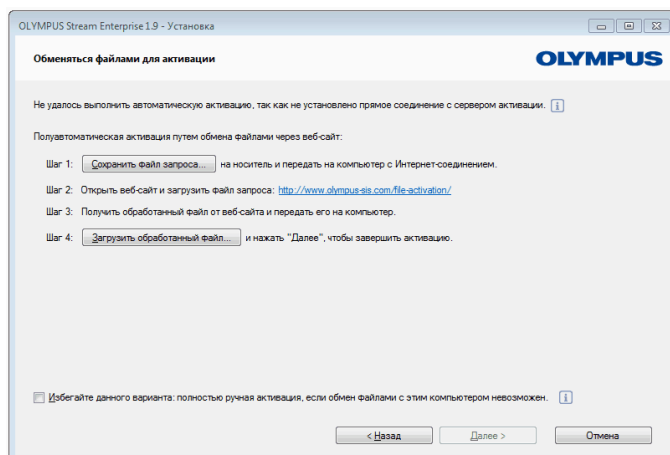 OLYMPUS Stream Enterprise 1.9 - Установка
Обменяться файлами для активации
OLYMPUS
Не удалось выполнить автоматическую активацию, так как не установлено прямое соединение с сервером активации.
Полуавтоматическая активация путем обмена файлами через веб-сайт:
Шаг 1: Сохранить файл запроса... на носитель и передать на компьютер с Интернет-соединением.
Шаг 2: Открыть веб-сайт и загрузить файл запроса: http://www.olympus-sis.com/file-activation/
Шаг 3: Получить обработанный файл от веб-сайта и передать его на компьютер.
Шаг 4: Загрузить обработанный файл... и нажать "Далее", чтобы завершить активацию.
Избегайте данного варианта: полностью ручная активация, если обмен файлами с этим компьютером невозможен.
< Назад Далее > Отмена